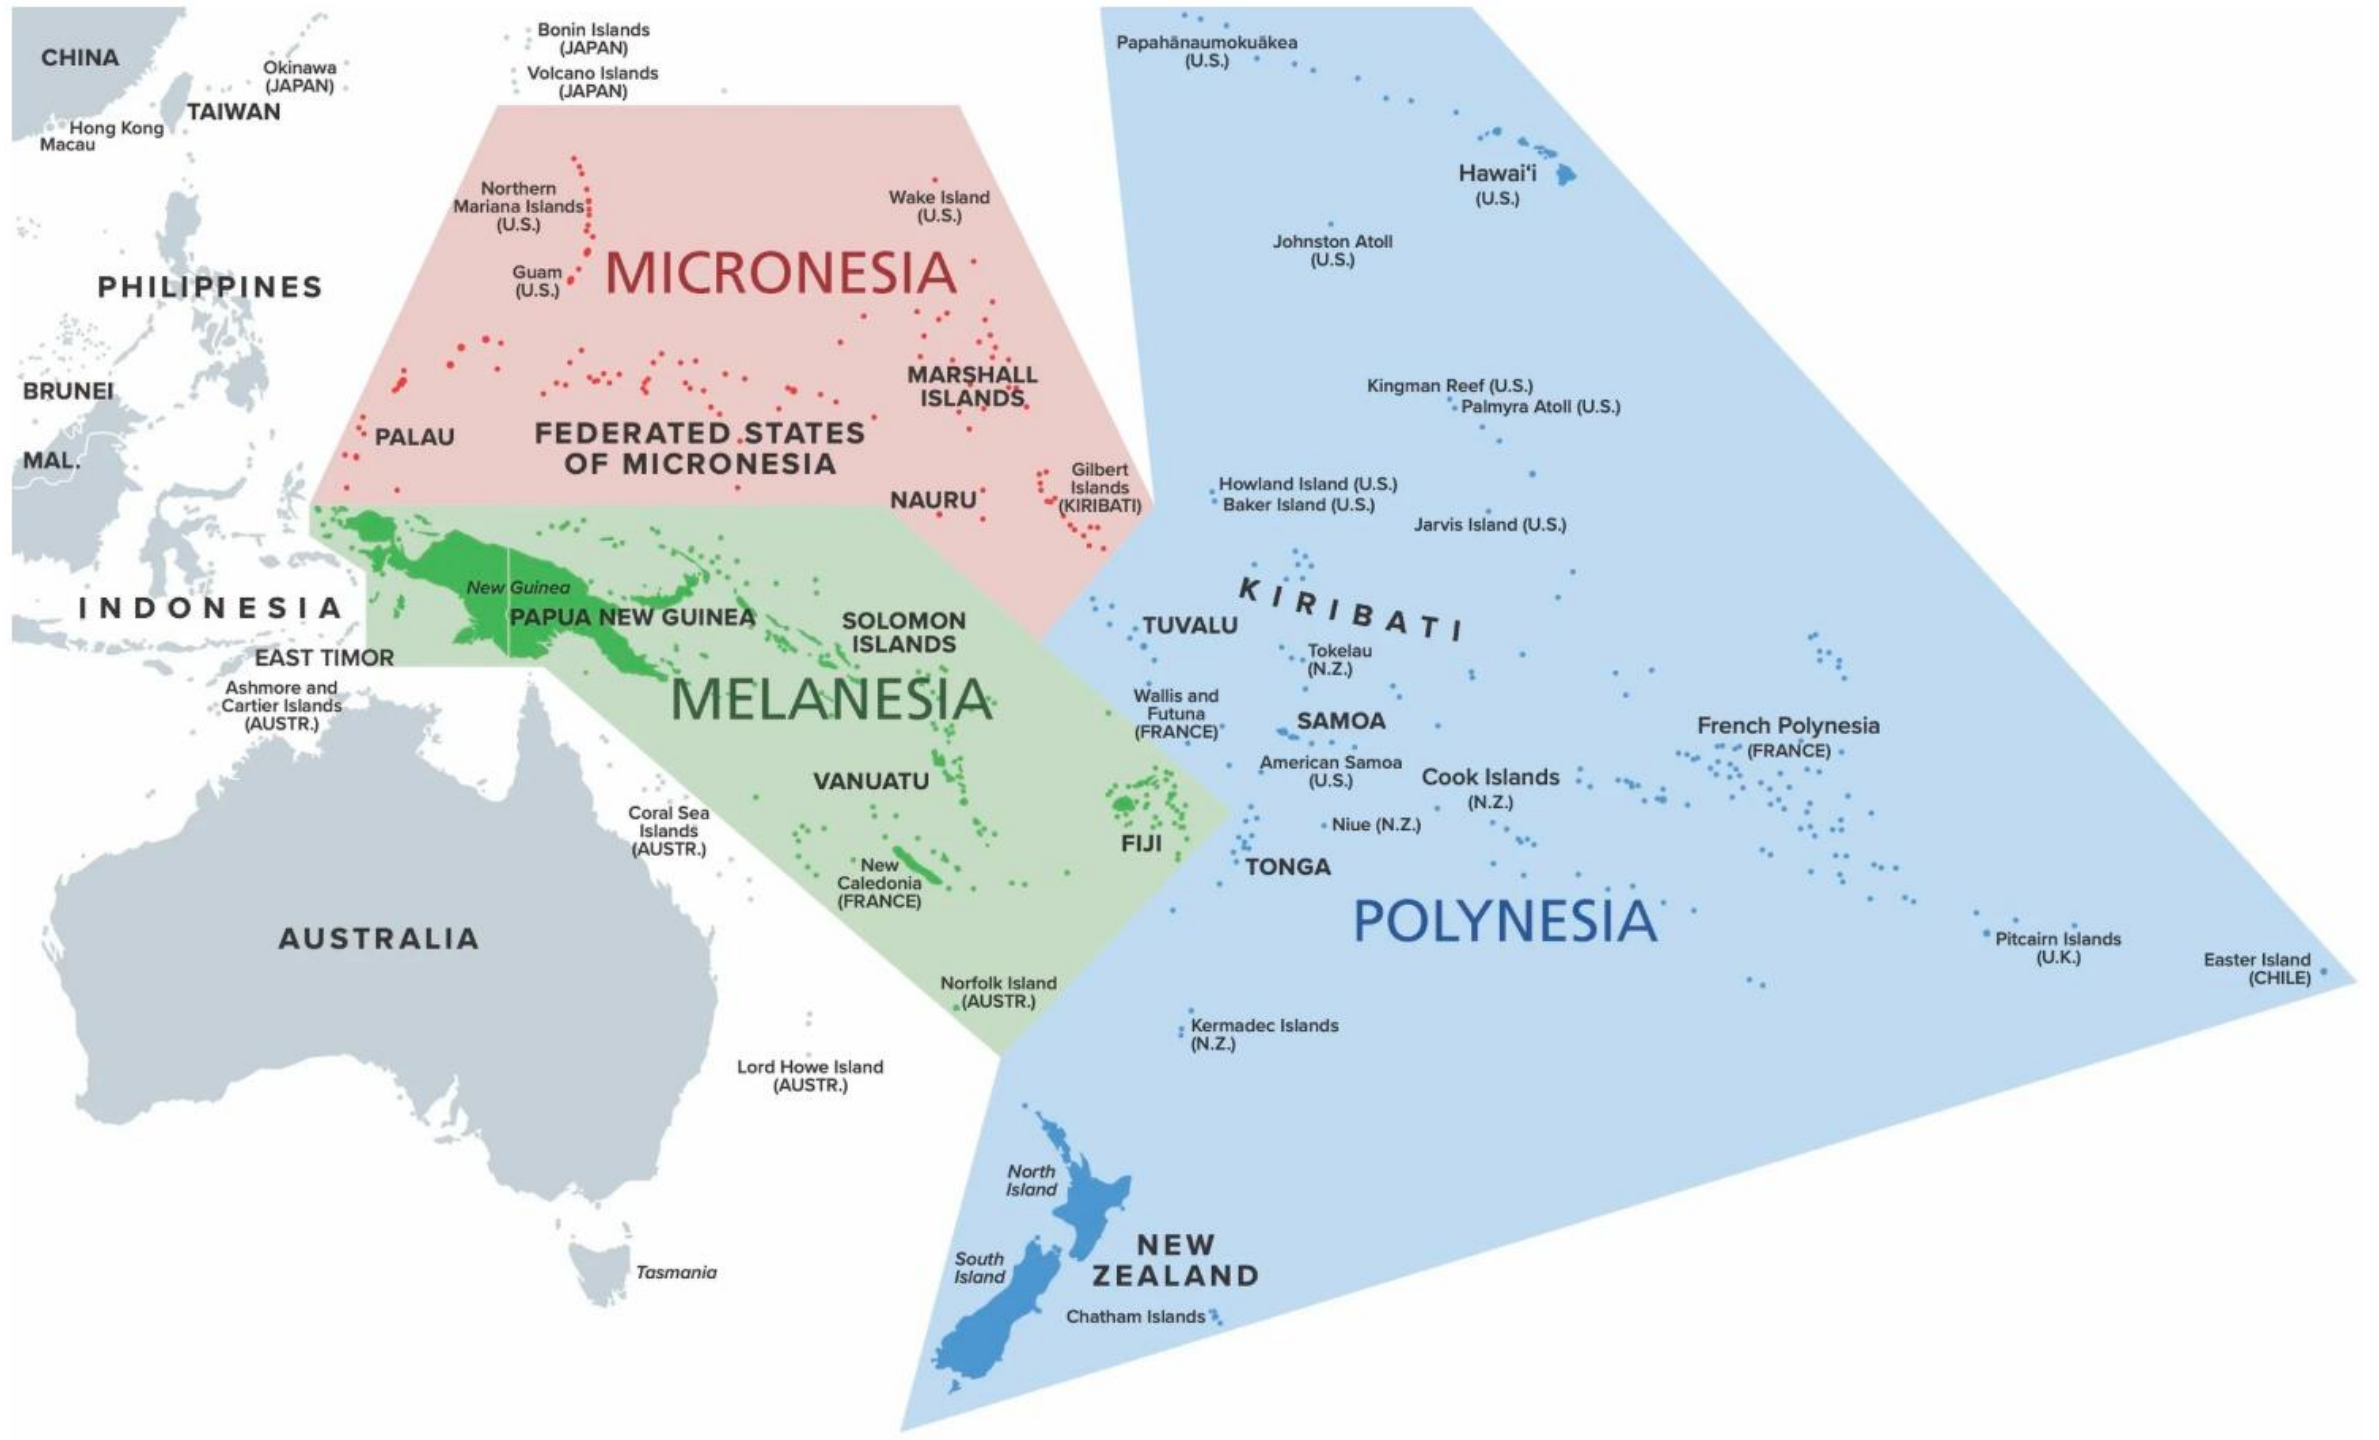 CHINA
Okinawa
(JAPAN)
TAIWAN
Hong Kong
Macau
Bonin Islands
(JAPAN)
Volcano Islands
(JAPAN)
PHILIPPINES
BRUNEI
MAL.
INDONESIA
EAST TIMOR
Ashmore and
Cartier Islands
(AUSTR.)
AUSTRALIA
Coral Sea
Islands
(AUSTR.)
Lord Howe Island
(AUSTR.)
Tasmania
Northern
Mariana Islands
(U.S.)
Guam
(U.S.)
Wake Island
(U.S.)
MICRONESIA
MARSHALL
ISLANDS
PALAU
FEDERATED STATES
OF MICRONESIA
NAURU
Gilbert
Islands
(KIRIBATI)
New Guinea
PAPUA NEW GUINEA
SOLOMON
ISLANDS
MELANESIA
VANUATU
FIJI
New
Caledonia
(FRANCE)
Norfolk Island
(AUSTR.)
Papahānaumokuākea
(U.S.)
Hawai‘i
(U.S.)
Johnston Atoll
(U.S.)
Kingman Reef (U.S.)
Palmyra Atoll (U.S.)
Howland Island (U.S.)
Baker Island (U.S.)
Jarvis Island (U.S.)
KIRIBATI
TUVALU
Tokelau
(N.Z.)
Wallis and
Futuna
(FRANCE)
SAMOA
American Samoa
(U.S.)
Cook Islands
(N.Z.)
Niue (N.Z.)
TONGA
French Polynesia
(FRANCE)
POLYNESIA
Pitcairn Islands
(U.K.)
Easter Island
(CHILE)
Kermadec Islands
(N.Z.)
North
Island
South
Island
NEW
ZEALAND
Chatham Islands